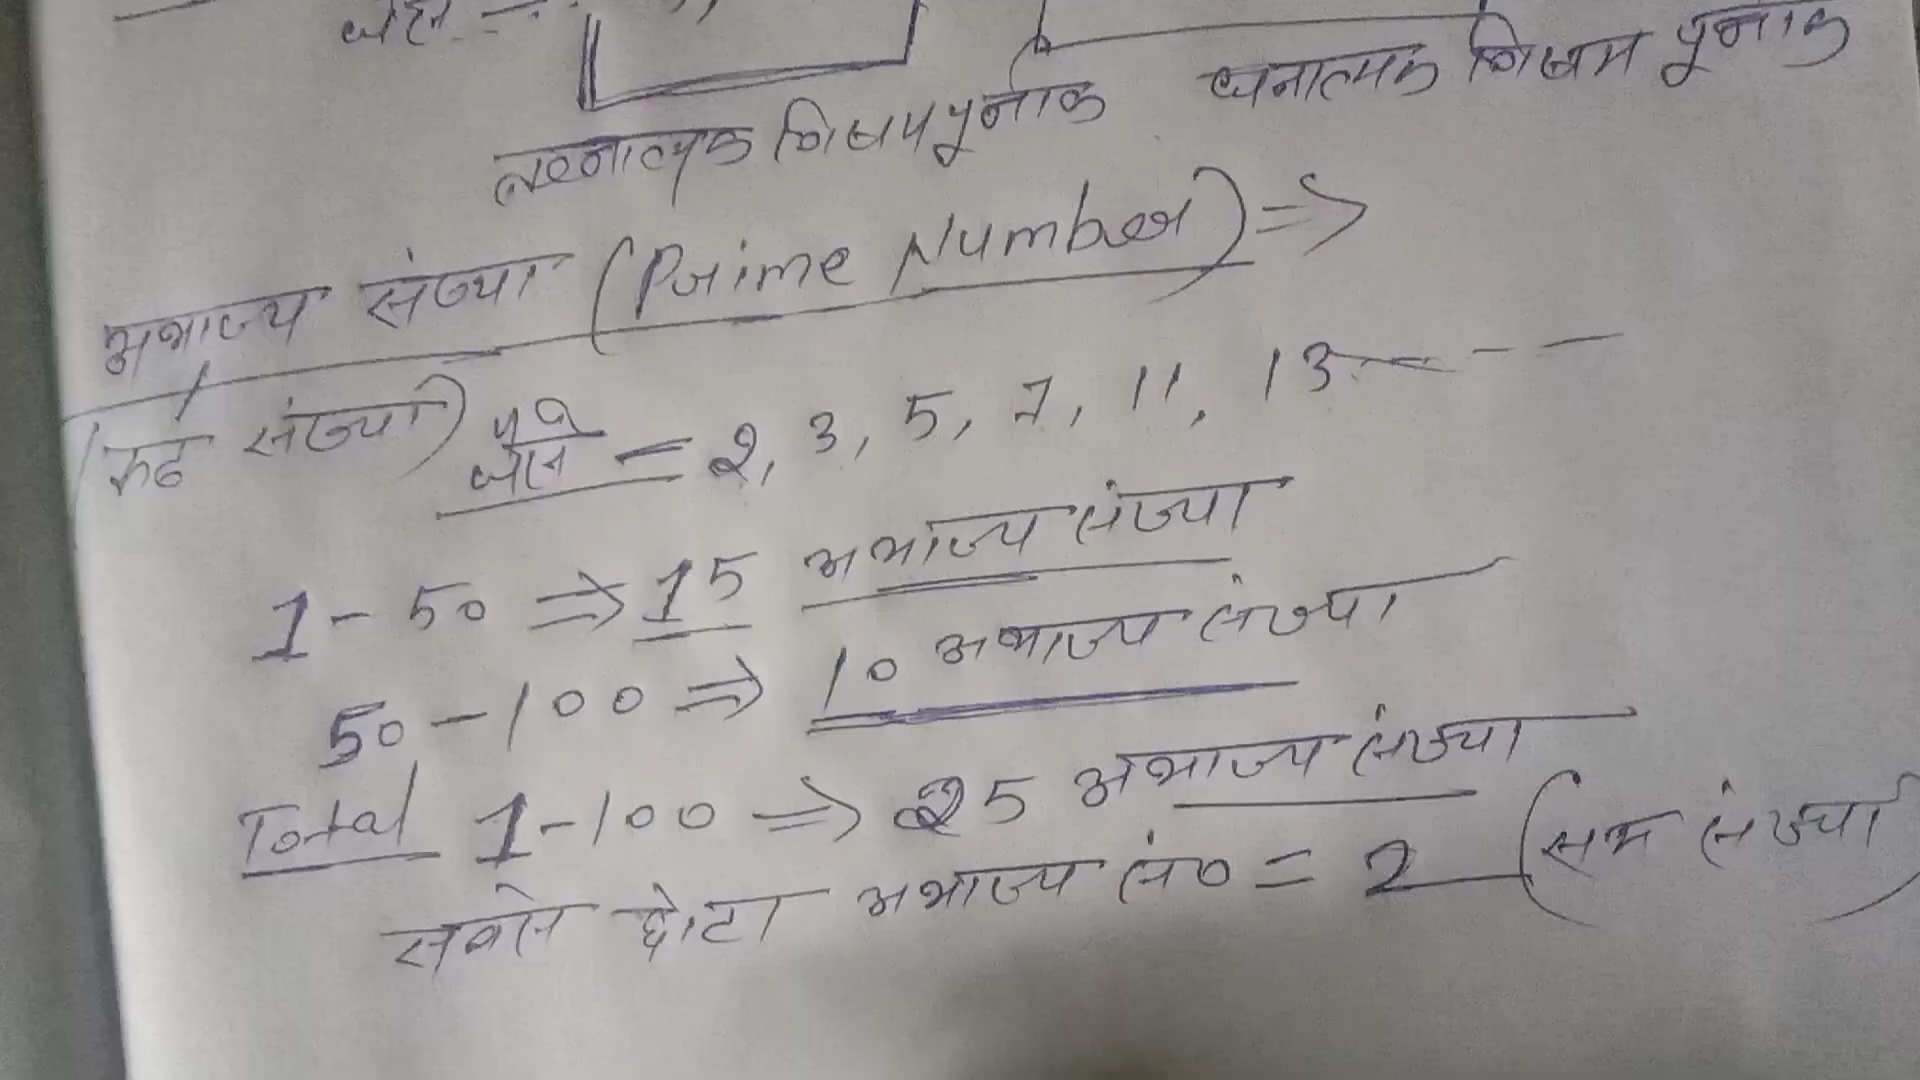 जैसे =
ऋणात्मक विषम पूर्नांक धनात्मक विषम पूर्नांक
अभाज्य संख्या (Prime Number) ⇒
(रूढ संख्या) जैसे = 2, 3, 5, 7, 11, 13 - - -
1 - 50 ⇒ 15 अभाज्य संख्या
50 - 100 ⇒ 10 अभाज्य संख्या
Total 1 - 100 ⇒ 25 अभाज्य संख्या
सबसे छोटा अभाज्य सं० = 2 (सम संख्या)